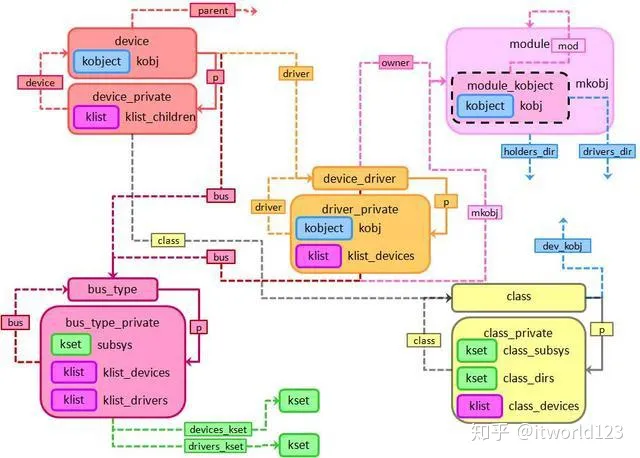 parent
device
kobject kobj
device
p
device_private
klist klist_children
driver
owner
module
mod
module_kobject
mkobj
kobject kobj
holders_dir
drivers_dir
device_driver
bus
driver
p
driver_private
kobject kobj
klist klist_devices
mkobj
class
bus
dev_kobj
bus_type
class
bus
p
bus_type_private
kset subsys
klist klist_devices
klist klist_drivers
class
p
class_private
kset class_subsys
kset class_dirs
klist class_devices
devices_kset
kset
drivers_kset
kset
知乎 @itworld123